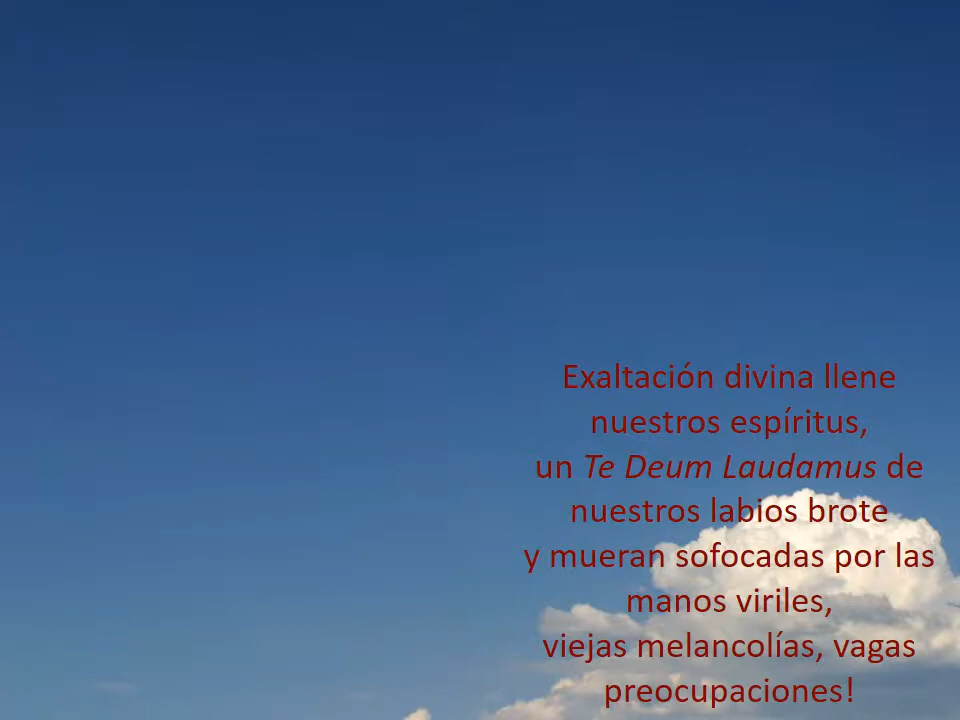 Exaltación divina llene
nuestros espíritus,
un Te Deum Laudamus de
nuestros labios brote
y mueran sofocadas por las
manos viriles,
viejas melancolías, vagas
preocupaciones!